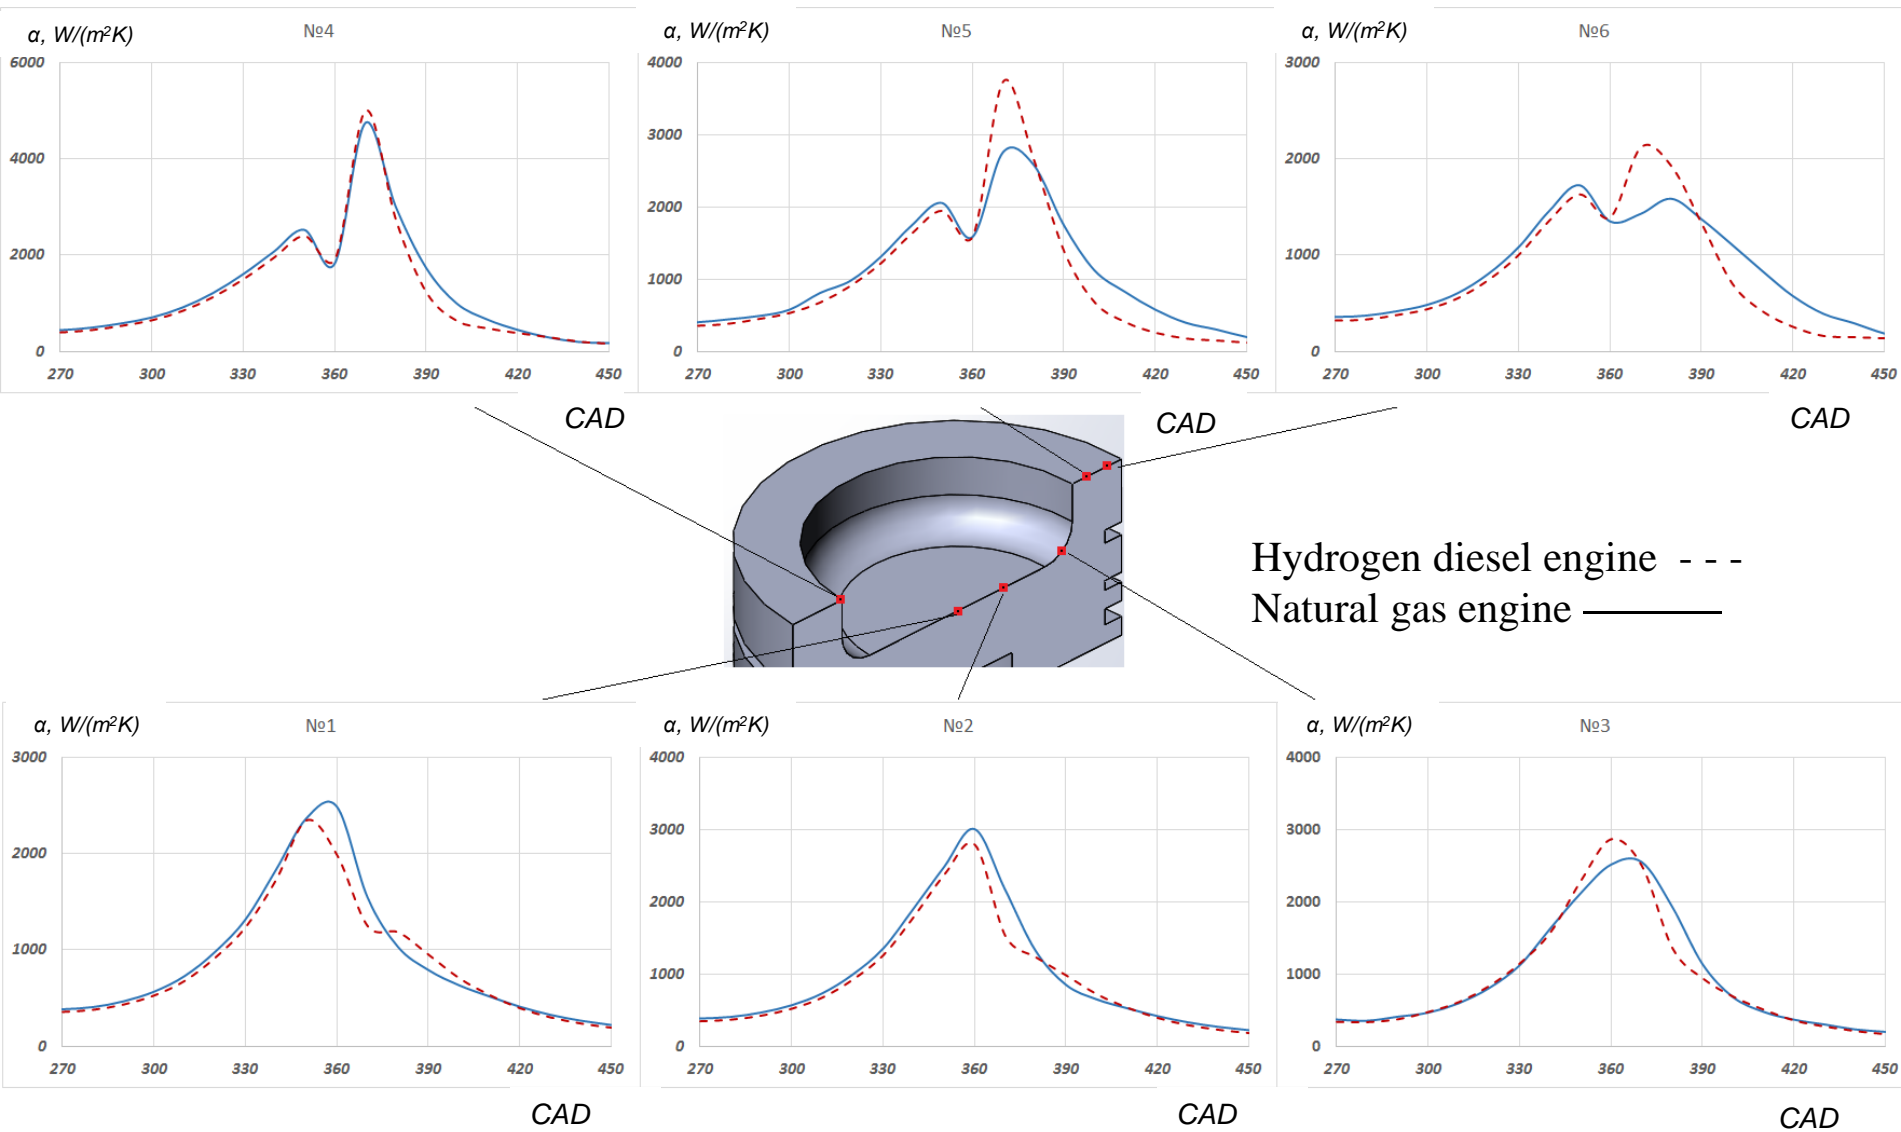 α, W/(m²K)
№4
6000
4000
2000
0
270 300 330 360 390 420 450
CAD
α, W/(m²K)
№5
4000
3000
2000
1000
0
270 300 330 360 390 420 450
CAD
α, W/(m²K)
№6
3000
2000
1000
0
270 300 330 360 390 420 450
CAD
Hydrogen diesel engine - - -
Natural gas engine
α, W/(m²K)
№1
3000
2000
1000
0
270 300 330 360 390 420 450
CAD
α, W/(m²K)
№2
4000
3000
2000
1000
0
270 300 330 360 390 420 450
CAD
α, W/(m²K)
№3
4000
3000
2000
1000
0
270 300 330 360 390 420 450
CAD